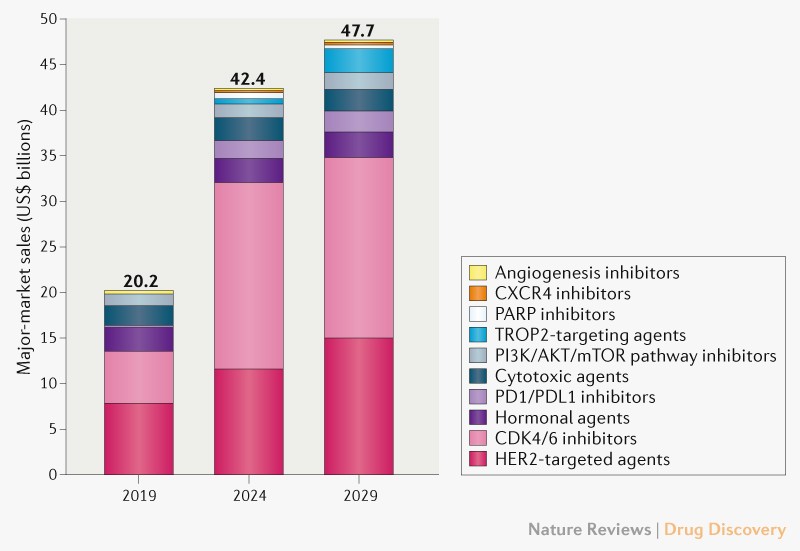 Major-market sales (US$ billions)
50
45
40
35
30
25
20
15
10
5
0
20.2
42.4
47.7
2019
2024
2029
Angiogenesis inhibitors
CXCR4 inhibitors
PARP inhibitors
TROP2-targeting agents
PI3K/AKT/mTOR pathway inhibitors
Cytotoxic agents
PD1/PDL1 inhibitors
Hormonal agents
CDK4/6 inhibitors
HER2-targeted agents
Nature Reviews | Drug Discovery